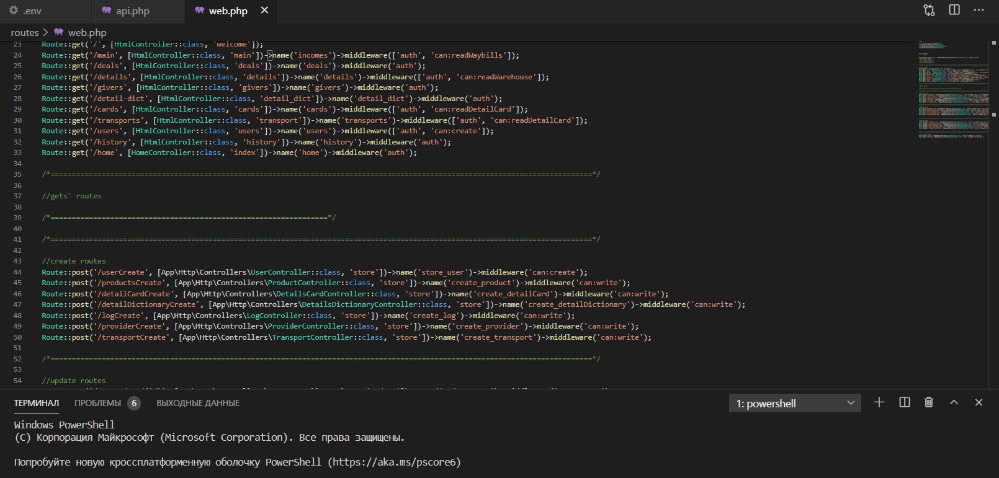 .env api.php web.php
routes > web.php
23 Route::get('/', [HtmlController::class, 'welcome']);
24 Route::get('/main', [HtmlController::class, 'main'])->name('incomes')->middleware(['auth', 'can:readWaybills']);
25 Route::get('/deals', [HtmlController::class, 'deals'])->name('deals')->middleware('auth');
26 Route::get('/details', [HtmlController::class, 'details'])->name('details')->middleware(['auth', 'can:readWarehouse']);
27 Route::get('/givers', [HtmlController::class, 'givers'])->name('givers')->middleware('auth');
28 Route::get('/detail-dict', [HtmlController::class, 'detail_dict'])->name('detail_dict')->middleware('auth');
29 Route::get('/cards', [HtmlController::class, 'cards'])->name('cards')->middleware(['auth', 'can:readDetailCard']);
30 Route::get('/transports', [HtmlController::class, 'transport'])->name('transports')->middleware(['auth', 'can:readDetailCard']);
31 Route::get('/users', [HtmlController::class, 'users'])->name('users')->middleware(['auth', 'can:create']);
32 Route::get('/history', [HtmlController::class, 'history'])->name('history')->middleware('auth');
33 Route::get('/home', [HomeController::class, 'index'])->name('home')->middleware('auth');
34
35 /*===============================================================================================================================*/
36
37 //gets` routes
38
39 /*=================================================================*/
40
41 /*===============================================================================================================================*/
42
43 //create routes
44 Route::post('/userCreate', [App\Http\Controllers\UserController::class, 'store'])->name('store_user')->middleware('can:create');
45 Route::post('/productsCreate', [App\Http\Controllers\ProductController::class, 'store'])->name('create_product')->middleware('can:write');
46 Route::post('/detailCardCreate', [App\Http\Controllers\DetailsCardController::class, 'store'])->name('create_detailCard')->middleware('can:write');
47 Route::post('/detailDictionaryCreate', [App\Http\Controllers\DetailsDictionaryController::class, 'store'])->name('create_detailDictionary')->middleware('can:write');
48 Route::post('/logCreate', [App\Http\Controllers\LogController::class, 'store'])->name('create_log')->middleware('can:write');
49 Route::post('/providerCreate', [App\Http\Controllers\ProviderController::class, 'store'])->name('create_provider')->middleware('can:write');
50 Route::post('/transportCreate', [App\Http\Controllers\TransportController::class, 'store'])->name('create_transport')->middleware('can:write');
51
52 /*===============================================================================================================================*/
53
54 //update routes
ТЕРМИНАЛ ПРОБЛЕМЫ 6 ВЫХОДНЫЕ ДАННЫЕ 1: powershell
Windows PowerShell
(C) Корпорация Майкрософт (Microsoft Corporation). Все права защищены.
Попробуйте новую кроссплатформенную оболочку PowerShell (https://aka.ms/pscore6)